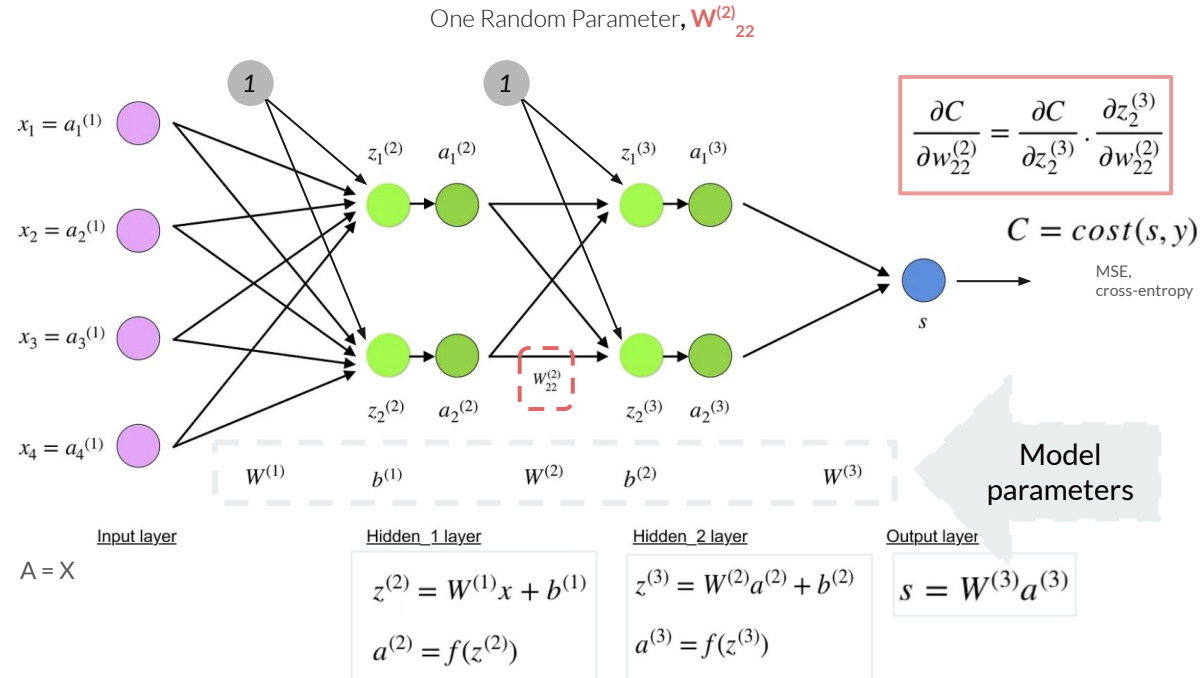 One Random Parameter, W⁽²⁾₂₂
1
1
x₁ = a₁⁽¹⁾
x₂ = a₂⁽¹⁾
x₃ = a₃⁽¹⁾
x₄ = a₄⁽¹⁾
z₁⁽²⁾ a₁⁽²⁾
z₁⁽³⁾ a₁⁽³⁾
z₂⁽²⁾ a₂⁽²⁾
W₂₂⁽²⁾
z₂⁽³⁾ a₂⁽³⁾
s
∂C/∂w₂₂⁽²⁾ = ∂C/∂z₂⁽³⁾ · ∂z₂⁽³⁾/∂w₂₂⁽²⁾
C = cost(s, y)
MSE,
cross-entropy
W⁽¹⁾ b⁽¹⁾ W⁽²⁾ b⁽²⁾ W⁽³⁾
Model
parameters
Input layer
Hidden_1 layer
Hidden_2 layer
Output layer
A = X
z⁽²⁾ = W⁽¹⁾x + b⁽¹⁾
a⁽²⁾ = f(z⁽²⁾)
z⁽³⁾ = W⁽²⁾a⁽²⁾ + b⁽²⁾
a⁽³⁾ = f(z⁽³⁾)
s = W⁽³⁾a⁽³⁾